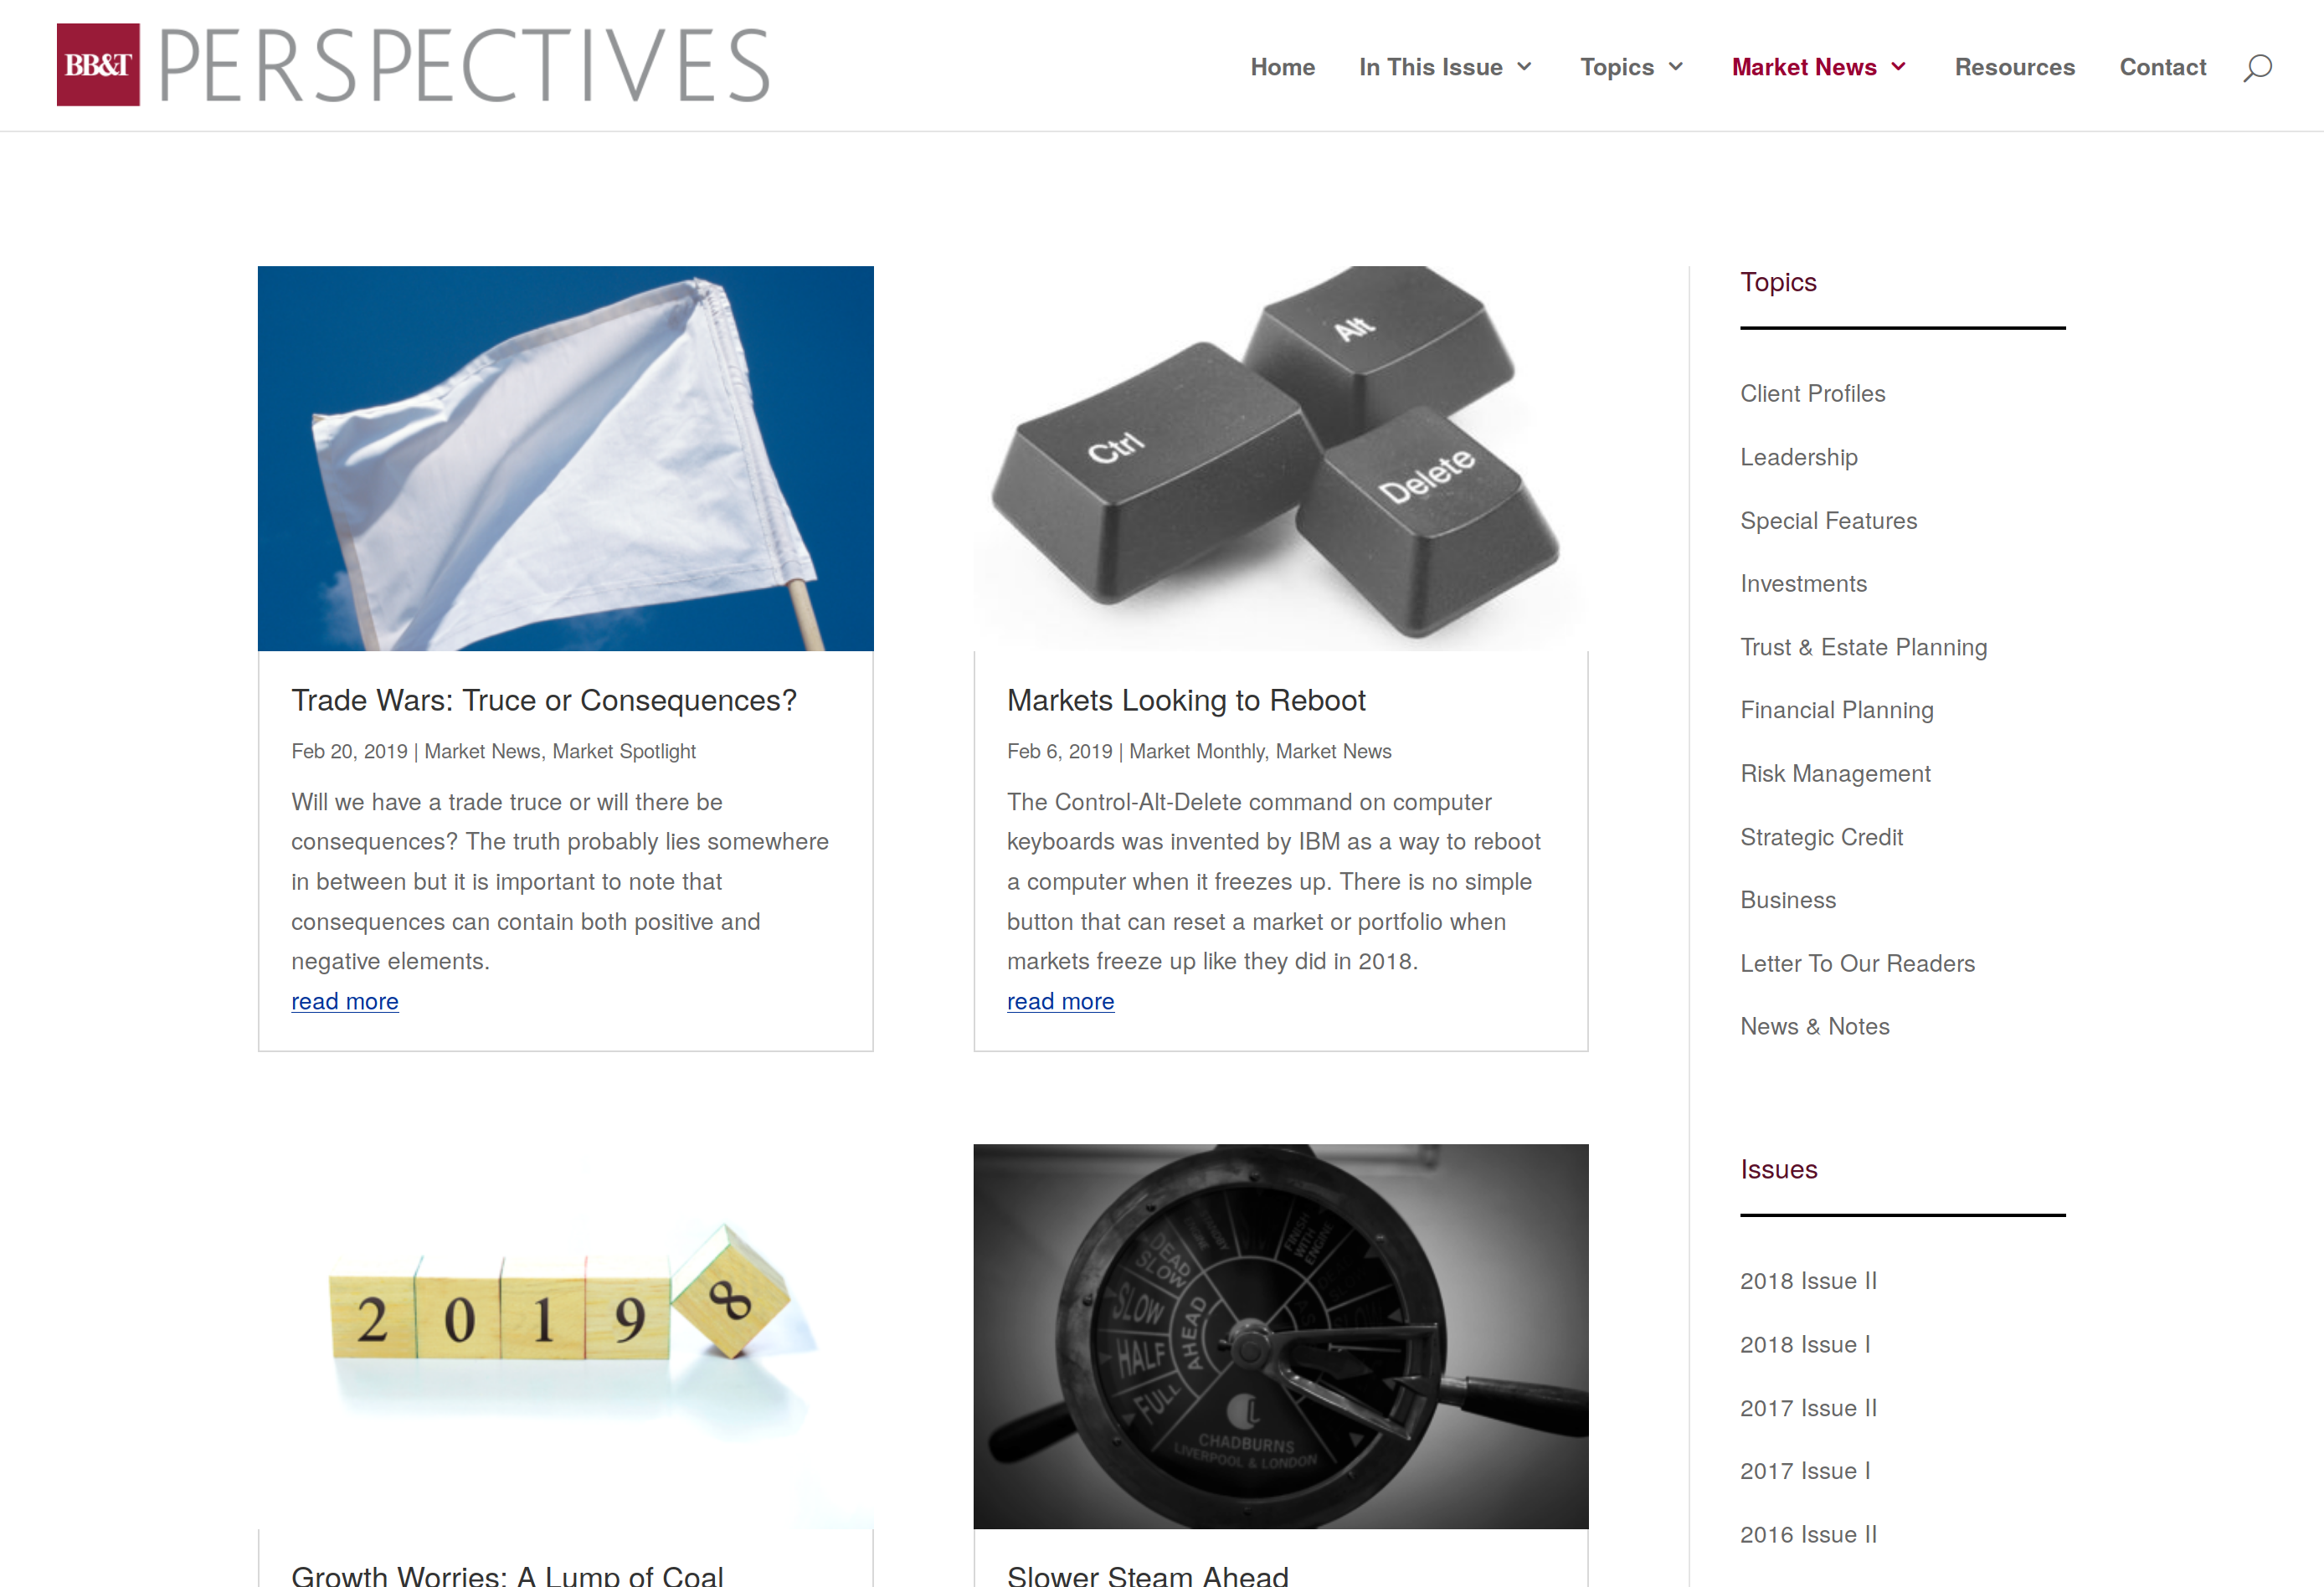 BB&T PERSPECTIVES
Home In This Issue Topics Market News Resources Contact
Alt
Ctrl
Delete
Trade Wars: Truce or Consequences?
Feb 20, 2019 | Market News, Market Spotlight
Will we have a trade truce or will there be
consequences? The truth probably lies somewhere
in between but it is important to note that
consequences can contain both positive and
negative elements.
read more
Markets Looking to Reboot
Feb 6, 2019 | Market Monthly, Market News
The Control-Alt-Delete command on computer
keyboards was invented by IBM as a way to reboot
a computer when it freezes up. There is no simple
button that can reset a market or portfolio when
markets freeze up like they did in 2018.
read more
2 0 1 9 8
Growth Worries: A Lump of Coal
FINISH
WITH
ENGINE
DEAD
SLOW
SLOW
HALF
FULL
AHEAD
CHADBURNS
LIVERPOOL & LONDON
Slower Steam Ahead
Topics
Client Profiles
Leadership
Special Features
Investments
Trust & Estate Planning
Financial Planning
Risk Management
Strategic Credit
Business
Letter To Our Readers
News & Notes
Issues
2018 Issue II
2018 Issue I
2017 Issue II
2017 Issue I
2016 Issue II